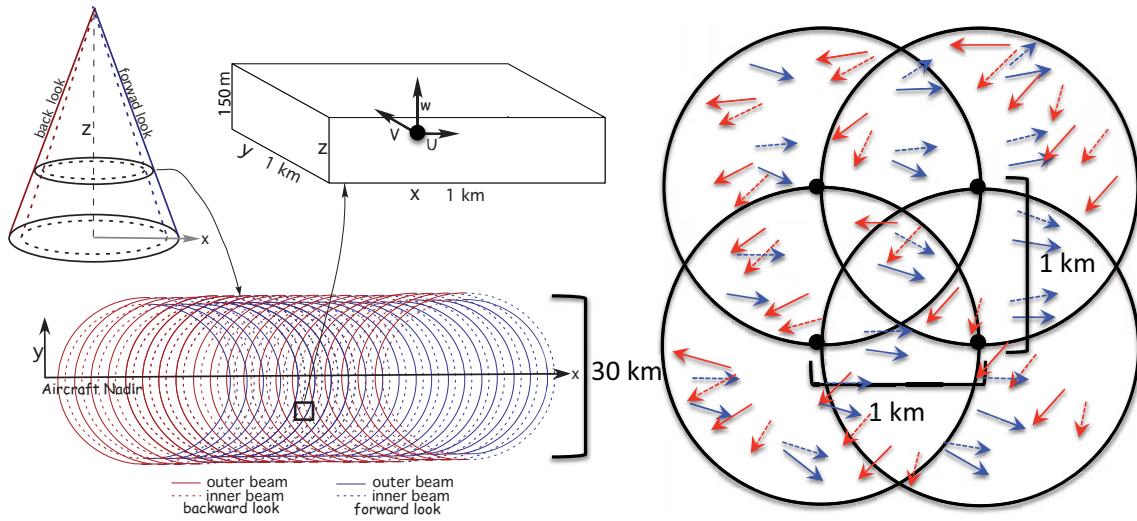 back look
forwad look
z
x
150 m
y
1 km
z
w
V
U
x
1 km
y
Aircraft Nadir
x
30 km
outer beam
inner beam
backward look
outer beam
inner beam
forward look
1 km
1 km